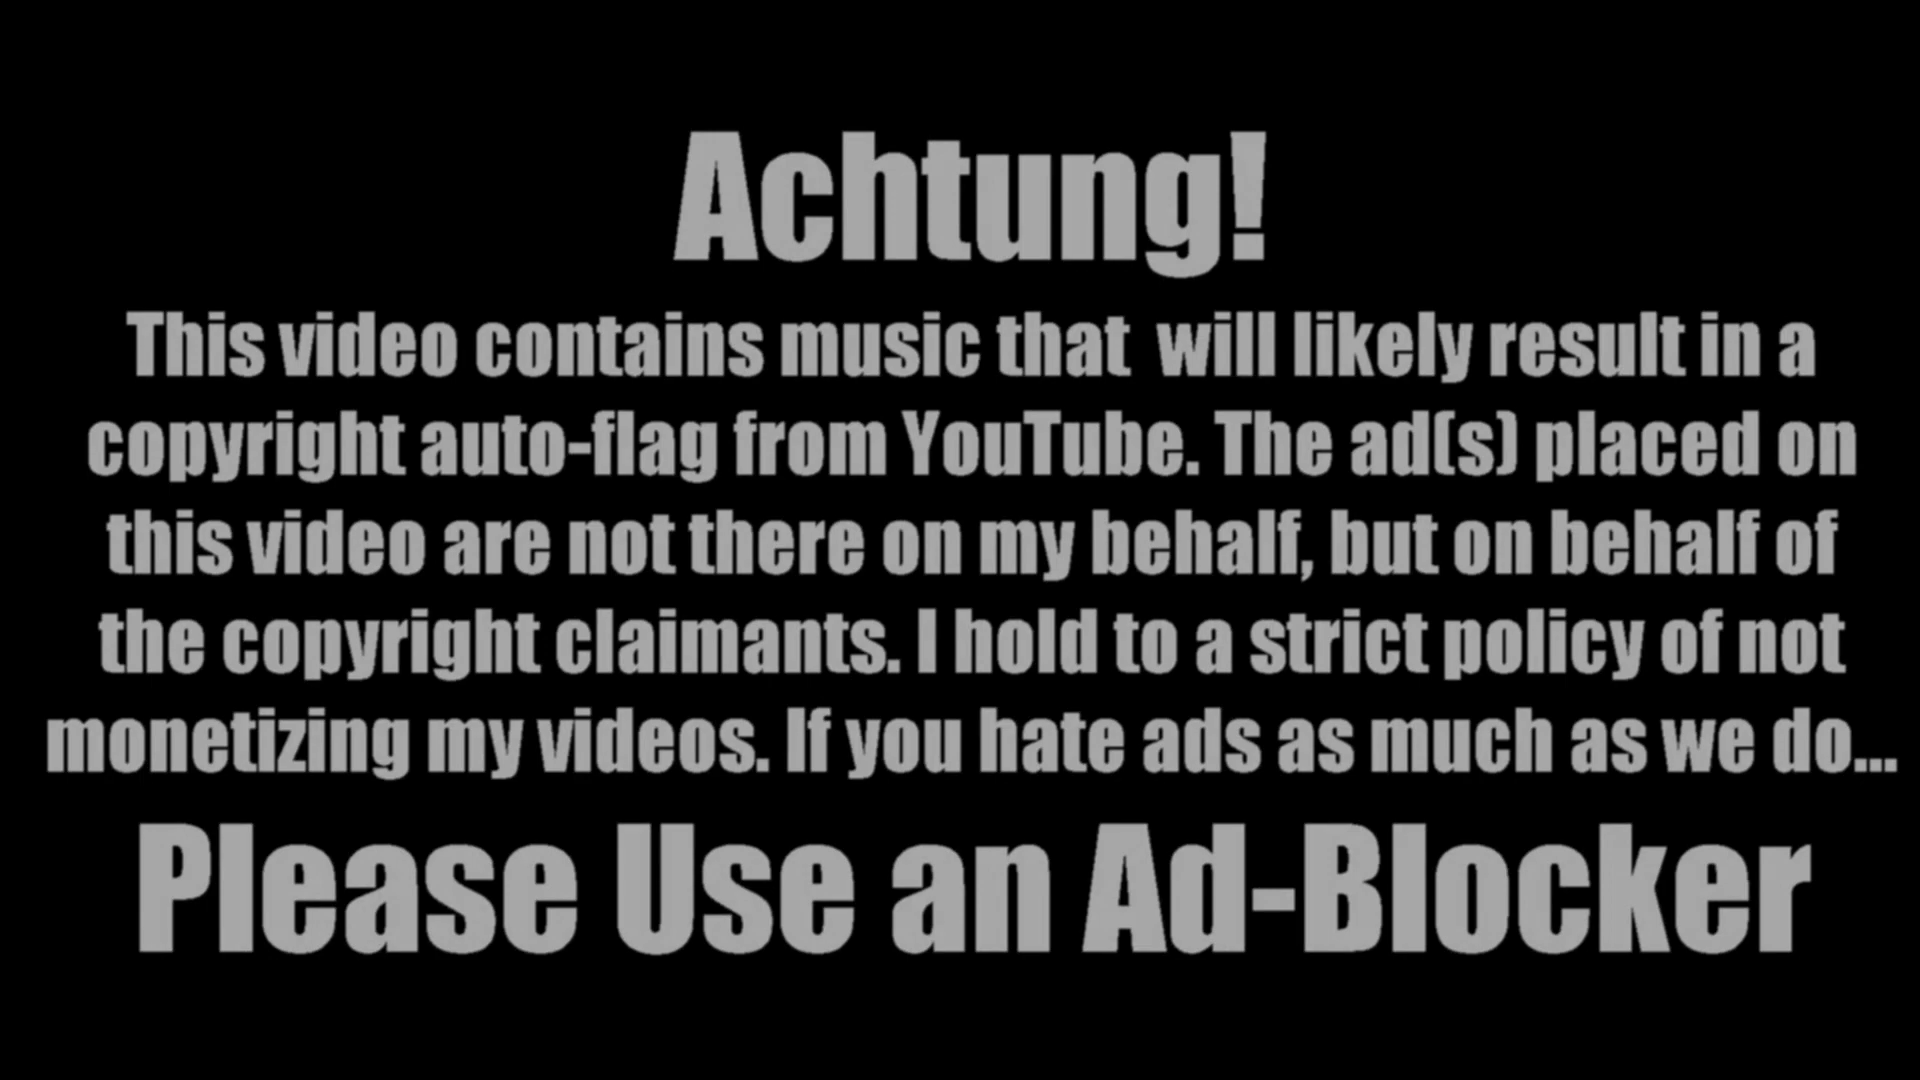 Achtung!
This video contains music that will likely result in a
copyright auto-flag from YouTube. The ad(s) placed on
this video are not there on my behalf, but on behalf of
the copyright claimants. I hold to a strict policy of not
monetizing my videos. If you hate ads as much as we do...
Please Use an Ad-Blocker